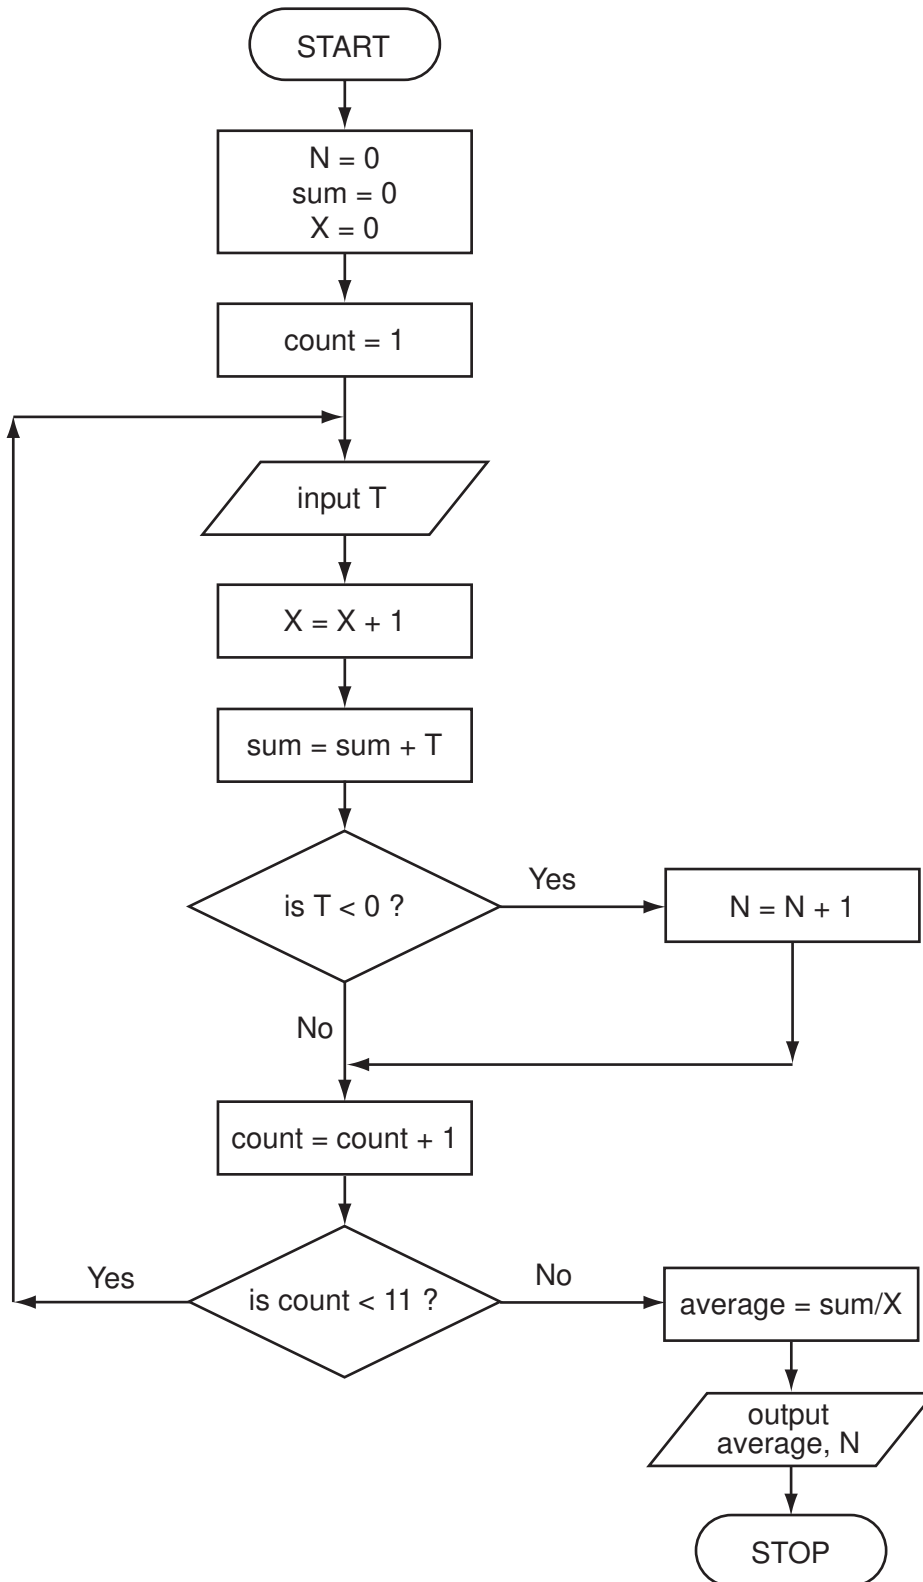 START
N = 0
sum = 0
X = 0
count = 1
input T
X = X + 1
sum = sum + T
is T < 0 ?
Yes
N = N + 1
No
count = count + 1
is count < 11 ?
Yes
No
average = sum/X
output
average, N
STOP